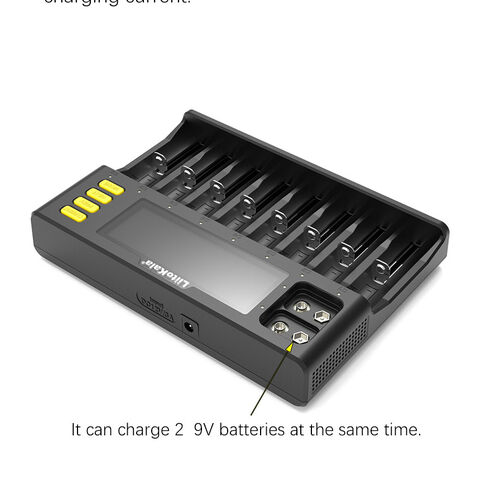 charging current.
LiitoKala®
It can charge 2  9V batteries at the same time.